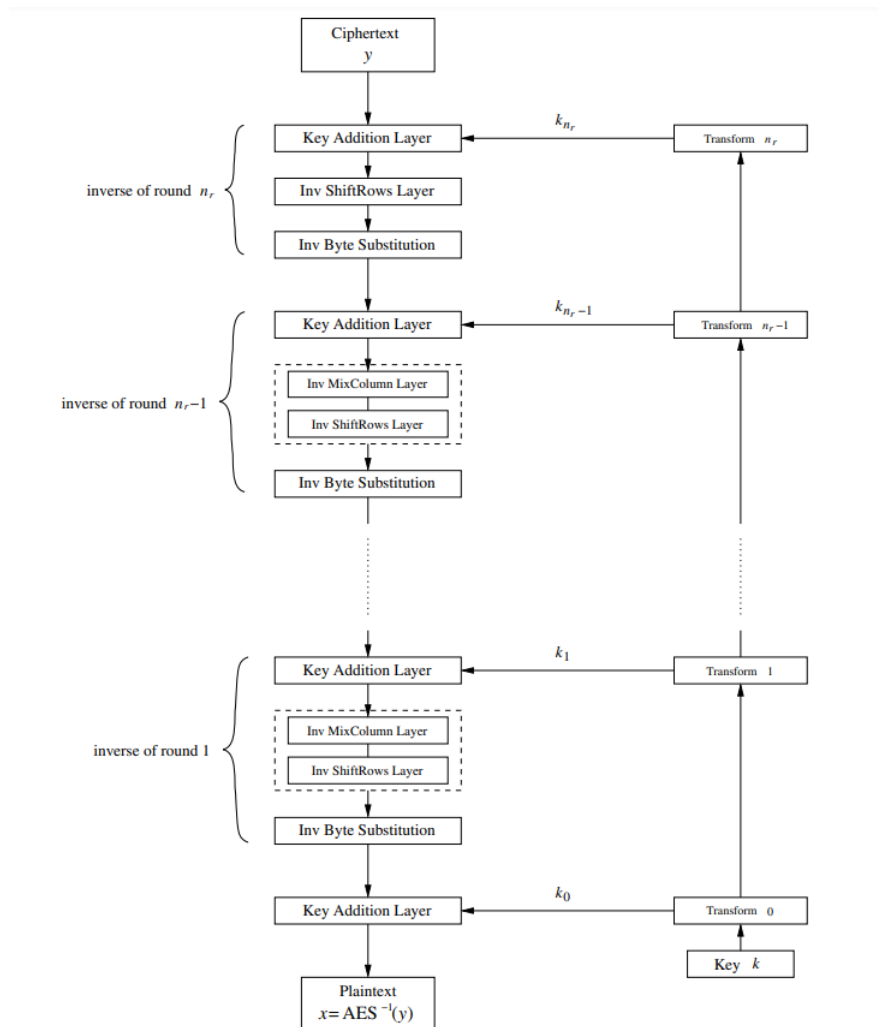 Ciphertext
y
Key Addition Layer
k_{n_r}
Transform n_r
inverse of round n_r
Inv ShiftRows Layer
Inv Byte Substitution
Key Addition Layer
k_{n_r−1}
Transform n_r−1
Inv MixColumn Layer
inverse of round n_r−1
Inv ShiftRows Layer
Inv Byte Substitution
Key Addition Layer
k_1
Transform 1
Inv MixColumn Layer
inverse of round 1
Inv ShiftRows Layer
Inv Byte Substitution
Key Addition Layer
k_0
Transform 0
Key k
Plaintext
x= AES^{−1}(y)